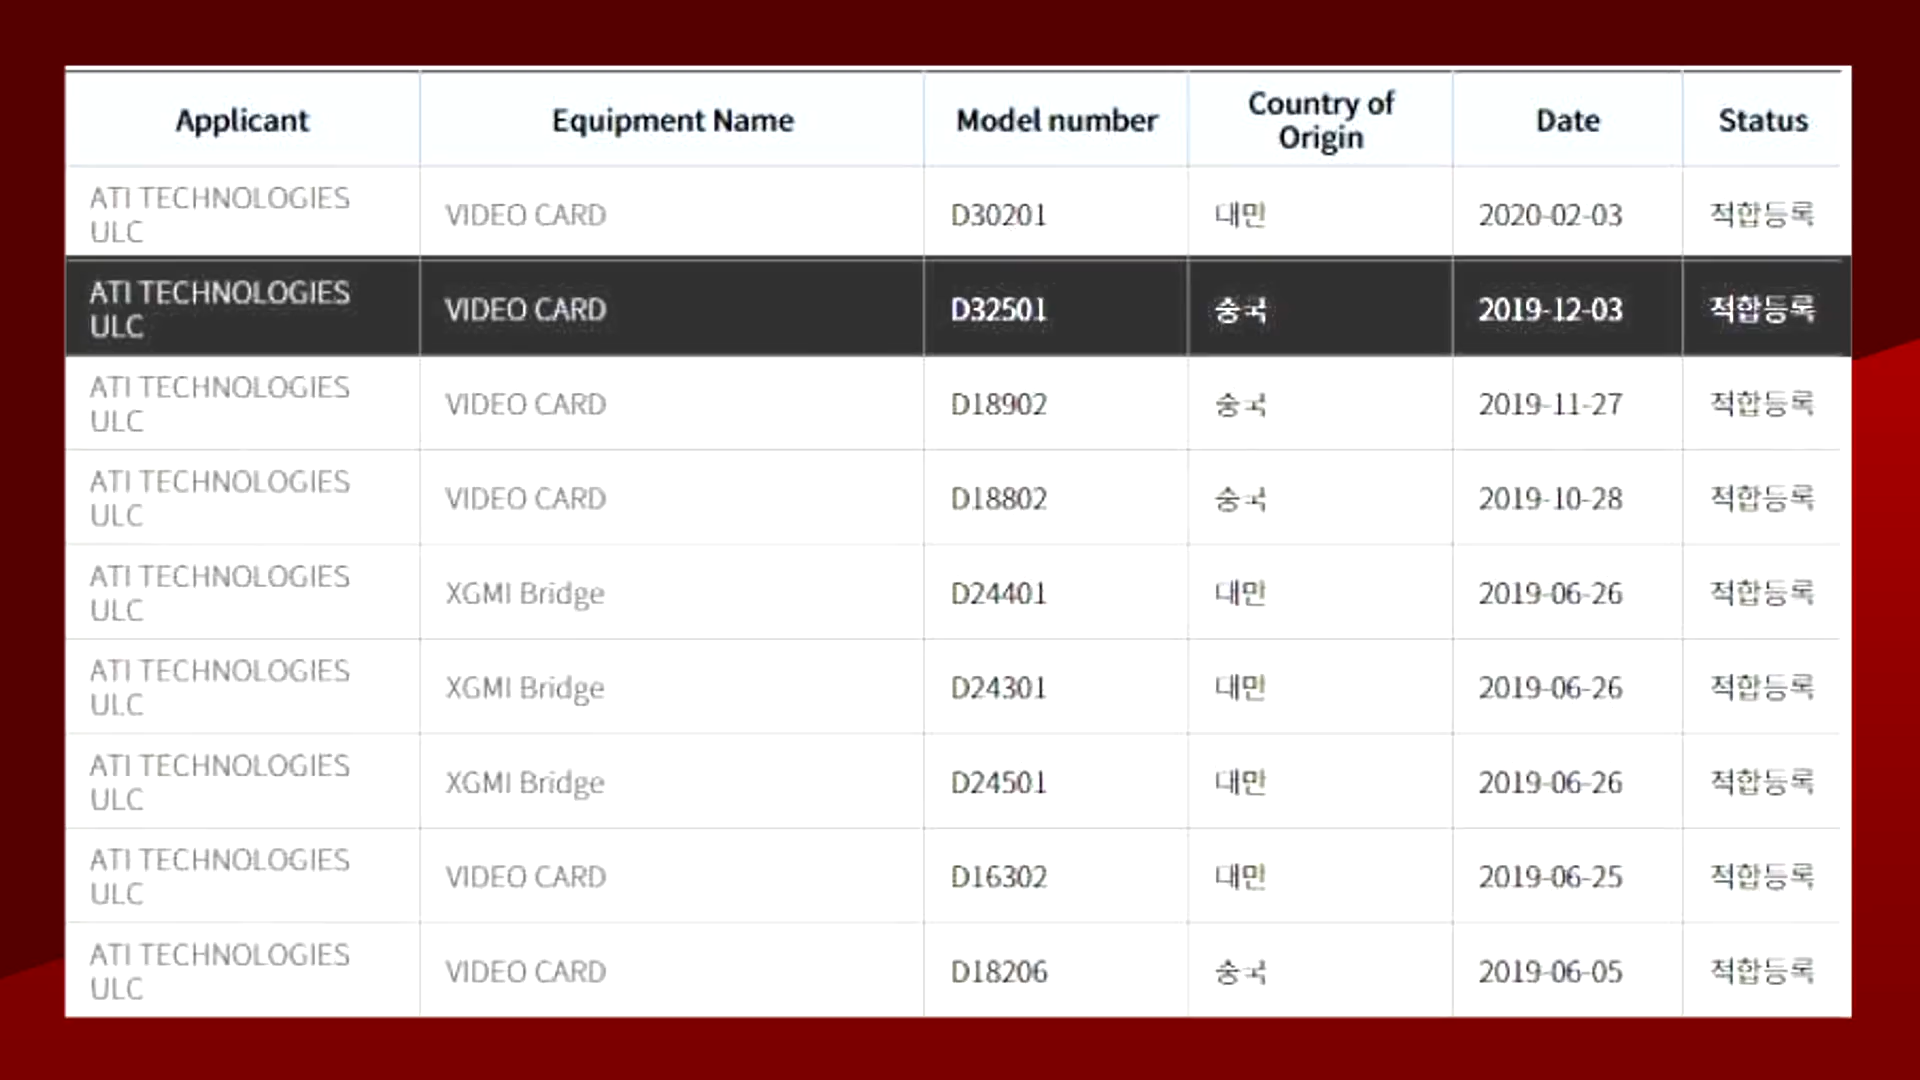 Applicant Equipment Name Model number Country of Origin Date Status
ATI TECHNOLOGIES ULC VIDEO CARD D30201 대만 2020-02-03 적합등록
ATI TECHNOLOGIES ULC VIDEO CARD D32501 중국 2019-12-03 적합등록
ATI TECHNOLOGIES ULC VIDEO CARD D18902 중국 2019-11-27 적합등록
ATI TECHNOLOGIES ULC VIDEO CARD D18802 중국 2019-10-28 적합등록
ATI TECHNOLOGIES ULC XGMI Bridge D24401 대만 2019-06-26 적합등록
ATI TECHNOLOGIES ULC XGMI Bridge D24301 대만 2019-06-26 적합등록
ATI TECHNOLOGIES ULC XGMI Bridge D24501 대만 2019-06-26 적합등록
ATI TECHNOLOGIES ULC VIDEO CARD D16302 대만 2019-06-25 적합등록
ATI TECHNOLOGIES ULC VIDEO CARD D18206 중국 2019-06-05 적합등록